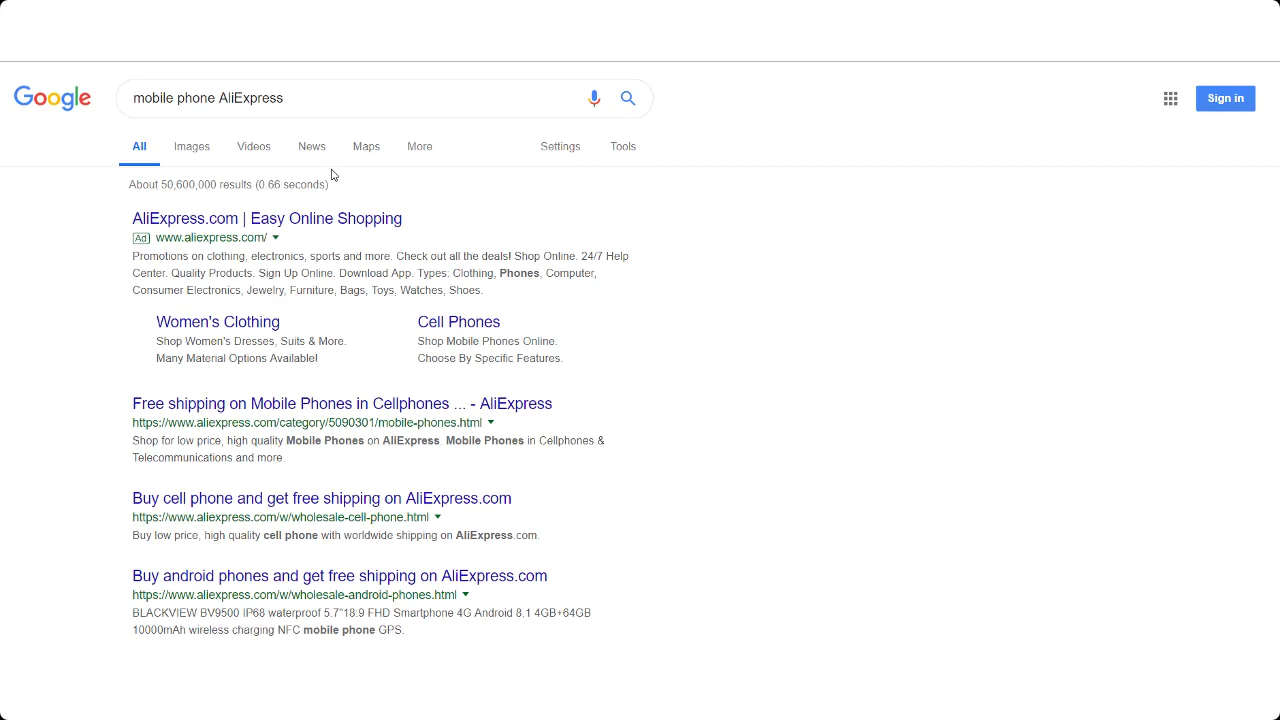 Google
mobile phone AliExpress
Sign in
All Images Videos News Maps More Settings Tools
About 50,600,000 results (0.66 seconds)
AliExpress.com | Easy Online Shopping
Ad www.aliexpress.com/
Promotions on clothing, electronics, sports and more. Check out all the deals! Shop Online. 24/7 Help
Center. Quality Products. Sign Up Online. Download App. Types: Clothing, Phones, Computer,
Consumer Electronics, Jewelry, Furniture, Bags, Toys, Watches, Shoes.
Women's Clothing
Shop Women's Dresses, Suits & More.
Many Material Options Available!
Cell Phones
Shop Mobile Phones Online.
Choose By Specific Features.
Free shipping on Mobile Phones in Cellphones ... - AliExpress
https://www.aliexpress.com/category/5090301/mobile-phones.html
Shop for low price, high quality Mobile Phones on AliExpress. Mobile Phones in Cellphones &
Telecommunications and more
Buy cell phone and get free shipping on AliExpress.com
https://www.aliexpress.com/w/wholesale-cell-phone.html
Buy low price, high quality cell phone with worldwide shipping on AliExpress.com.
Buy android phones and get free shipping on AliExpress.com
https://www.aliexpress.com/w/wholesale-android-phones.html
BLACKVIEW BV9500 IP68 waterproof 5.7"18.9 FHD Smartphone 4G Android 8.1 4GB+64GB
10000mAh wireless charging NFC mobile phone GPS.